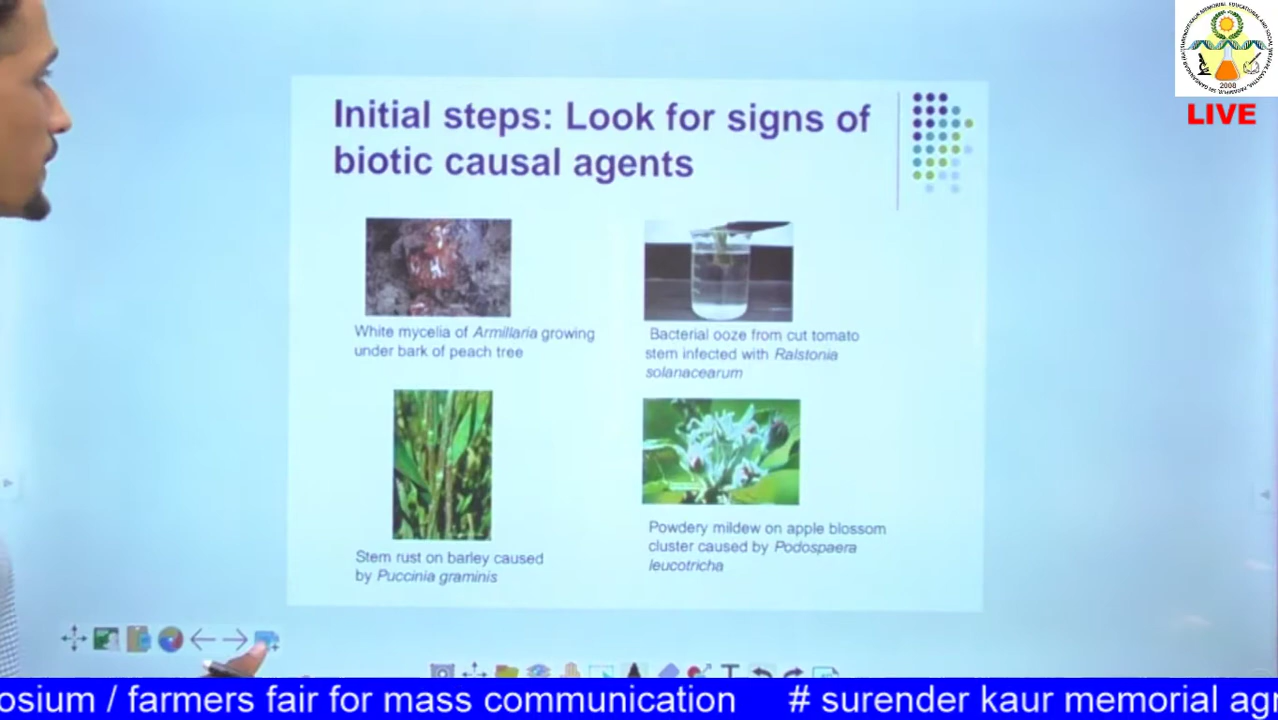 Initial steps: Look for signs of
biotic causal agents
White mycelia of Armillaria growing
under bark of peach tree
Bacterial ooze from cut tomato
stem infected with Ralstonia
solanacearum
Stem rust on barley caused
by Puccinia graminis
Powdery mildew on apple blossom
cluster caused by Podospaera
leucotricha
2008
LIVE
osium / farmers fair for mass communication # surender kaur memorial agr